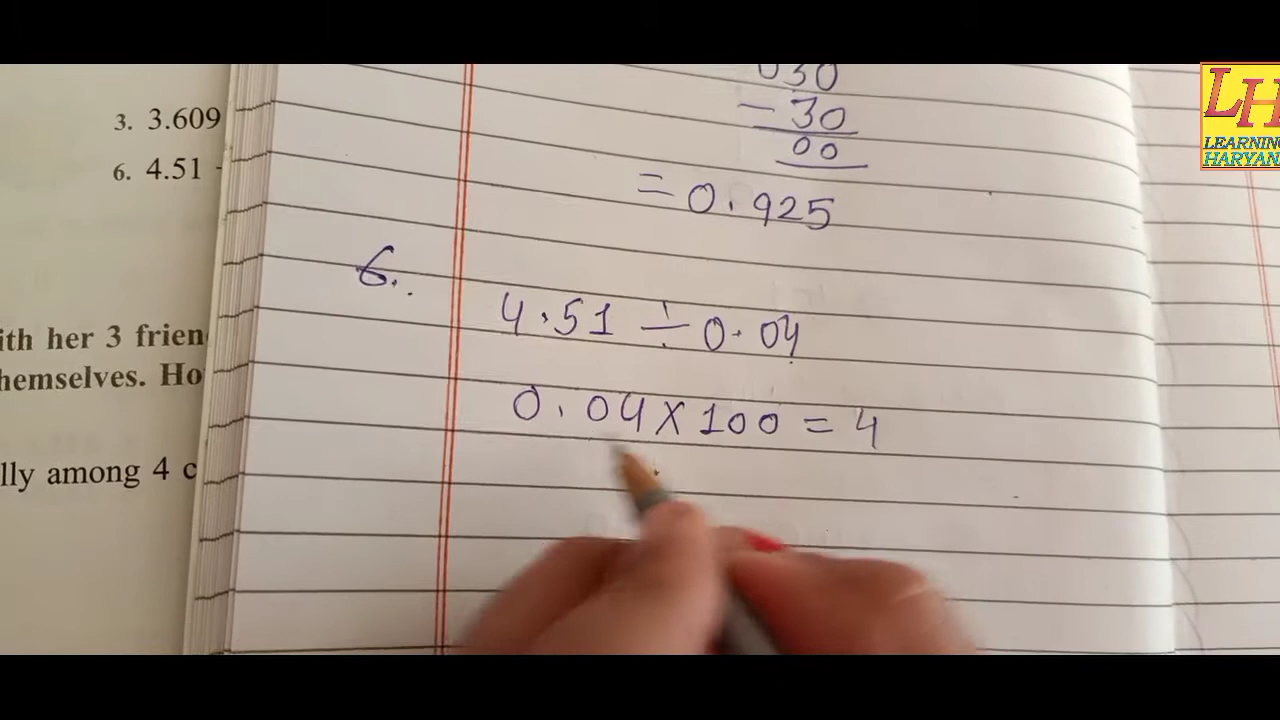 3. 3.609
6. 4.51 -
ith her 3 frien
hemselves. Ho
lly among 4 c
030
- 30
00
= 0.925
6.
4.51 ÷ 0.04
0.04 X 100 = 4
LH
LEARNING
HARYAN